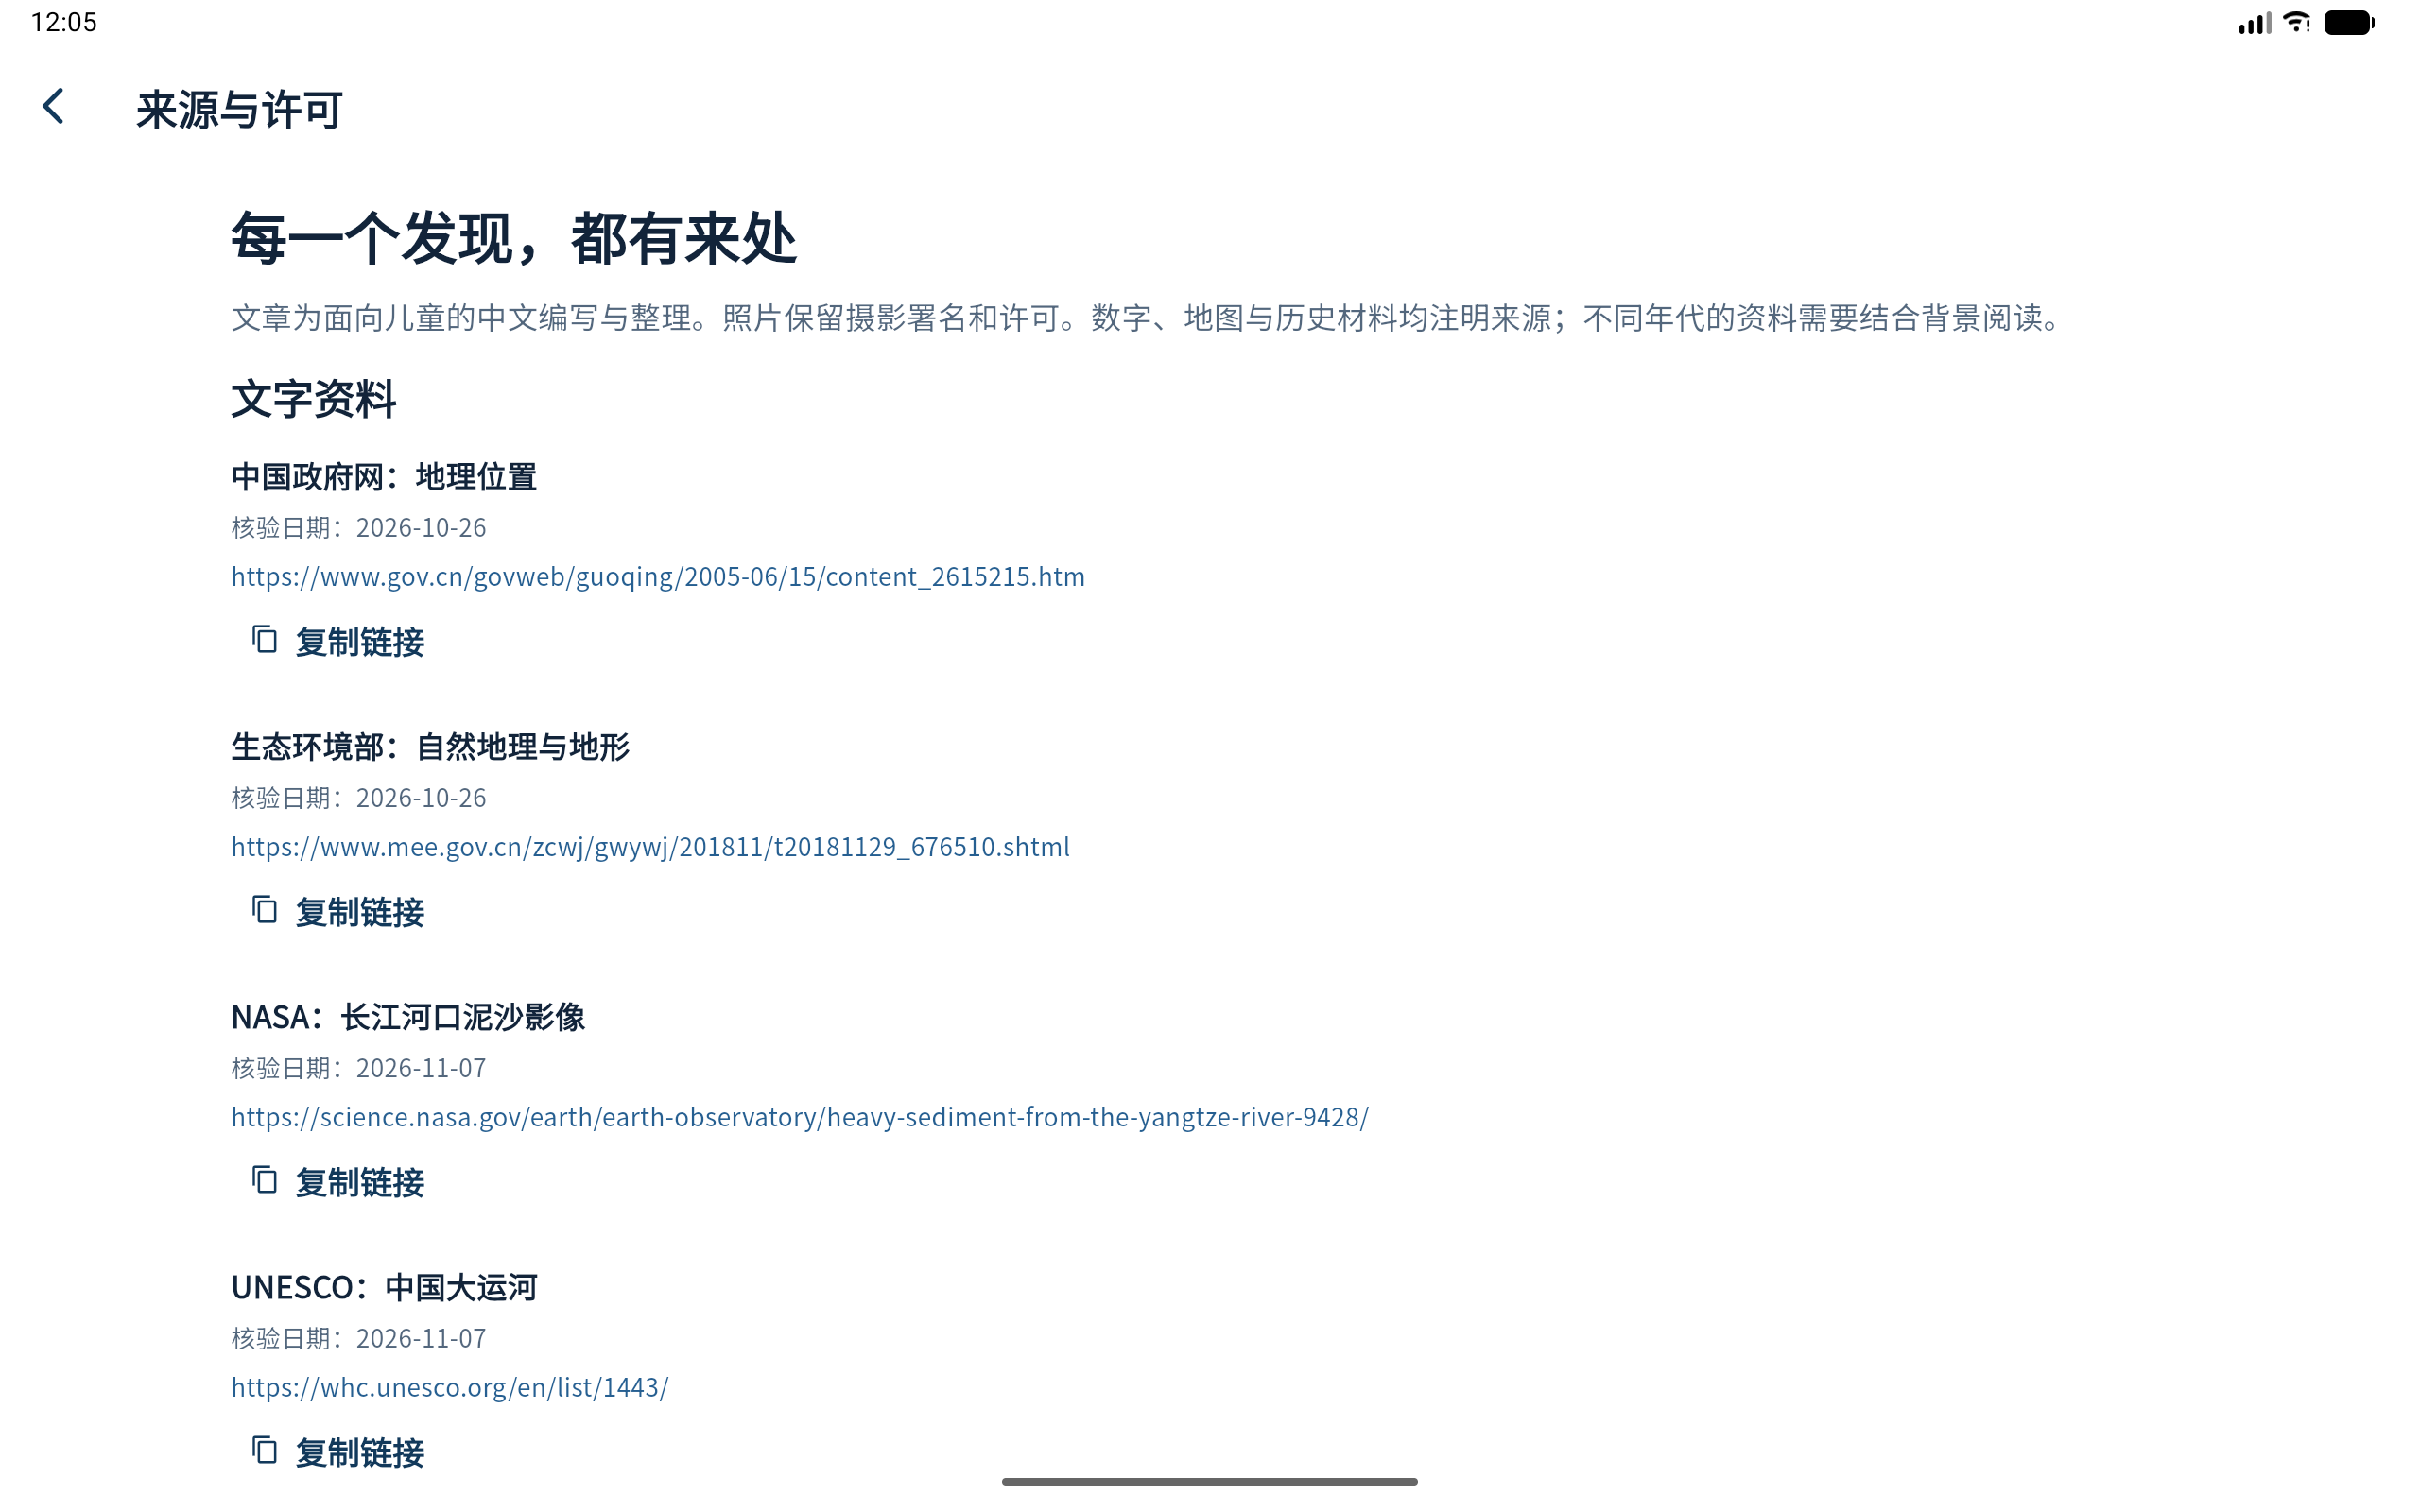 12:05
来源与许可
每一个发现，都有来处
文章为面向儿童的中文编写与整理。照片保留摄影署名和许可。数字、地图与历史材料均注明来源；不同年代的资料需要结合背景阅读。
文字资料
中国政府网：地理位置
核验日期：2026-10-26
https://www.gov.cn/govweb/guoqing/2005-06/15/content_2615215.htm
复制链接
生态环境部：自然地理与地形
核验日期：2026-10-26
https://www.mee.gov.cn/zcwj/gwywj/201811/t20181129_676510.shtml
复制链接
NASA：长江河口泥沙影像
核验日期：2026-11-07
https://science.nasa.gov/earth/earth-observatory/heavy-sediment-from-the-yangtze-river-9428/
复制链接
UNESCO：中国大运河
核验日期：2026-11-07
https://whc.unesco.org/en/list/1443/
复制链接